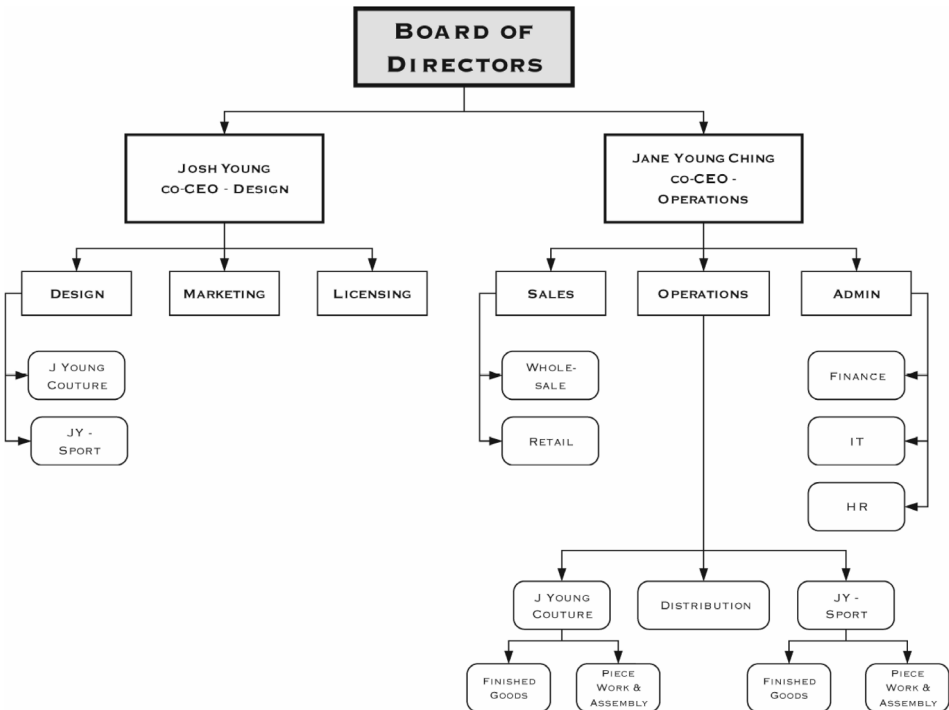 BOARD OF
DIRECTORS
JOSH YOUNG
CO-CEO - DESIGN
JANE YOUNG CHING
CO-CEO -
OPERATIONS
DESIGN
MARKETING
LICENSING
SALES
OPERATIONS
ADMIN
J YOUNG
COUTURE
JY -
SPORT
WHOLE-
SALE
RETAIL
FINANCE
IT
HR
J YOUNG
COUTURE
DISTRIBUTION
JY -
SPORT
FINISHED
GOODS
PIECE
WORK &
ASSEMBLY
FINISHED
GOODS
PIECE
WORK &
ASSEMBLY